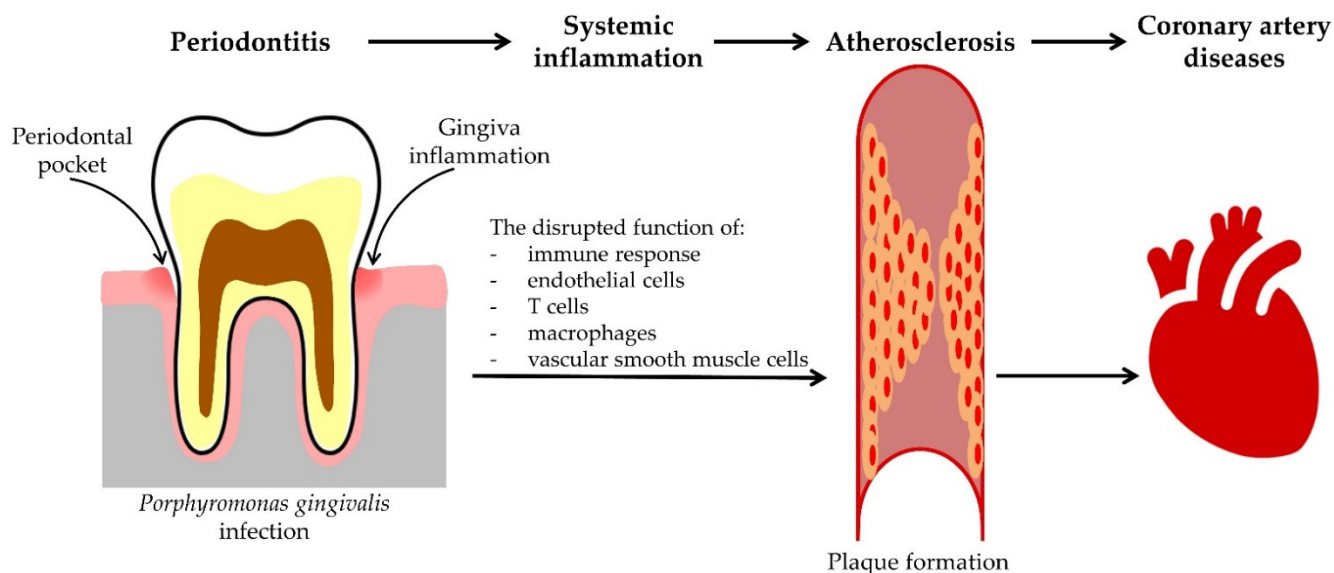 Periodontitis
Systemic
inflammation
Atherosclerosis
Coronary artery
diseases
Periodontal
pocket
Gingiva
inflammation
The disrupted function of:
- immune response
- endothelial cells
- T cells
- macrophages
- vascular smooth muscle cells
Porphyromonas gingivalis
infection
Plaque formation